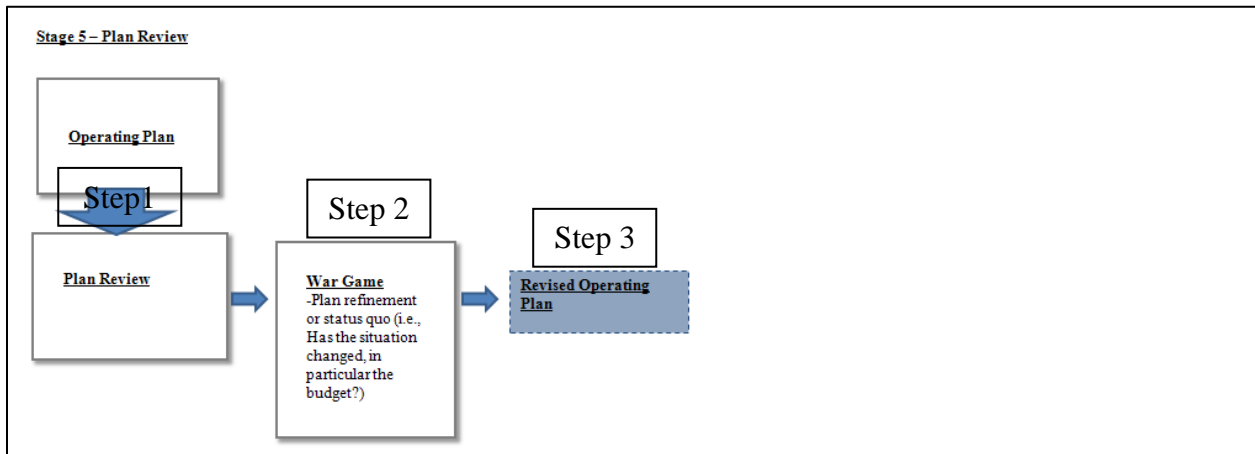 Stage 5 – Plan Review
Operating Plan
Step1
Plan Review
Step 2
War Game
-Plan refinement
or status quo (i.e.,
Has the situation
changed, in
particular the
budget?)
Step 3
Revised Operating
Plan